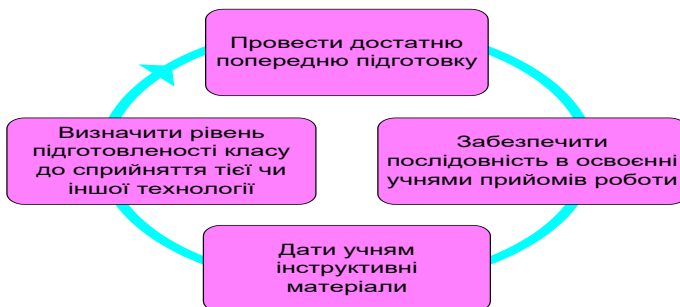 Провести достатню
попередню підготовку
Визначити рівень
підготовленості класу
до сприйняття тієї чи
іншої технології
Забезпечити
послідовність в освоєнні
учнями прийомів роботи
Дати учням
інструктивні
матеріали